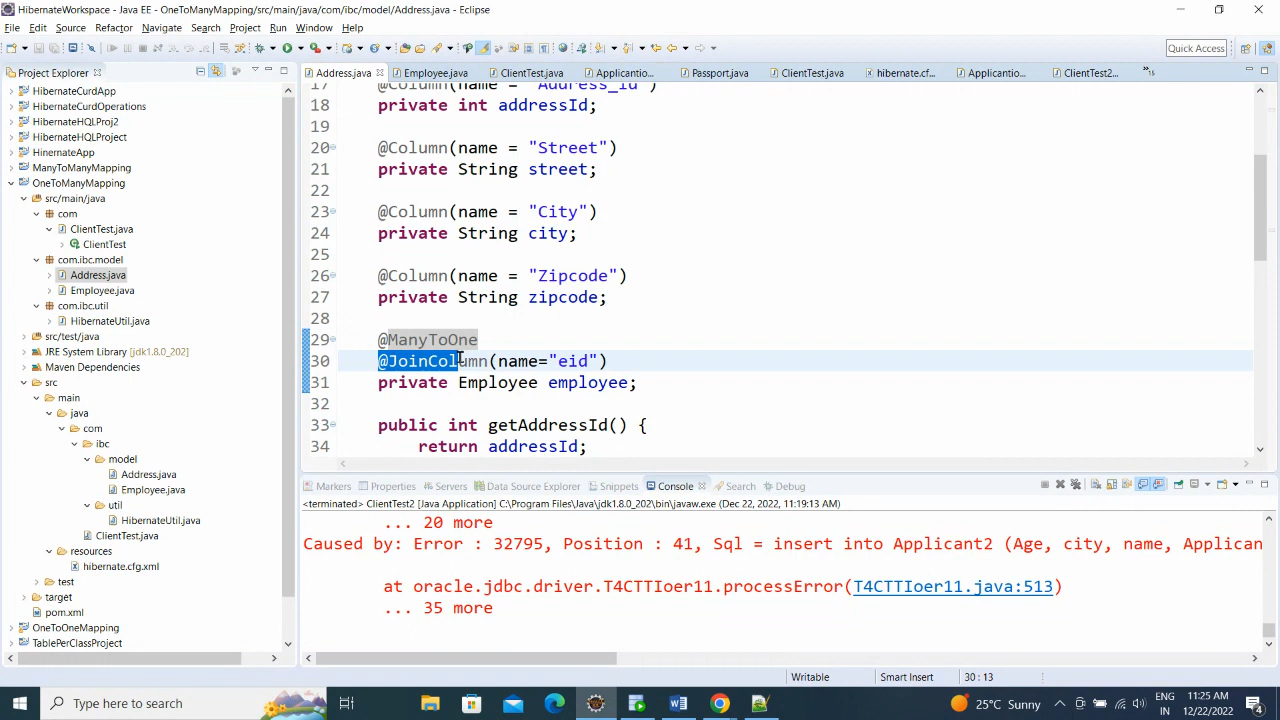 HibernateWorkspace - Java EE - OneToManyMapping/src/main/java/com/ibc/model/Address.java - Eclipse
File Edit Source Refactor Navigate Search Project Run Window Help
Quick Access
Project Explorer
HibernateCurdApp
HibernateCurdOperations
HibernateHQLProj2
HibernateHQLProject
HinernateApp
ManyToManyMapping
OneToManyMapping
src/main/java
com
ClientTest.java
ClientTest
com.ibc.model
Address.java
Employee.java
com.ibc.util
HibernateUtil.java
src/test/java
JRE System Library [jdk1.8.0_202]
Maven Dependencies
src
main
java
com
ibc
model
Address.java
Employee.java
util
HibernateUtil.java
ClientTest.java
resources
hibernate.cfg.xml
test
target
pom.xml
OneToOneMapping
TablePerClassProject
Address.java Employee.java ClientTest.java Applicantio... Passport.java ClientTest.java hibernate.cf... Applicantio... ClientTest2... »15
17 @Column(name = "Address_id")
18 private int addressId;
19
20 @Column(name = "Street")
21 private String street;
22
23 @Column(name = "City")
24 private String city;
25
26 @Column(name = "Zipcode")
27 private String zipcode;
28
29 @ManyToOne
30 @JoinColumn(name="eid")
31 private Employee employee;
32
33 public int getAddressId() {
34 return addressId;
Markers Properties Servers Data Source Explorer Snippets Console Search Debug
<terminated> ClientTest2 [Java Application] C:\Program Files\Java\jdk1.8.0_202\bin\javaw.exe (Dec 22, 2022, 11:19:13 AM)
... 20 more
Caused by: Error : 32795, Position : 41, Sql = insert into Applicant2 (Age, city, name, Applican
at oracle.jdbc.driver.T4CTTIoer11.processError(T4CTTIoer11.java:513)
... 35 more
Writable Smart Insert 30 : 13
Type here to search
25°C Sunny
ENG
IN
11:25 AM
12/22/2022
4